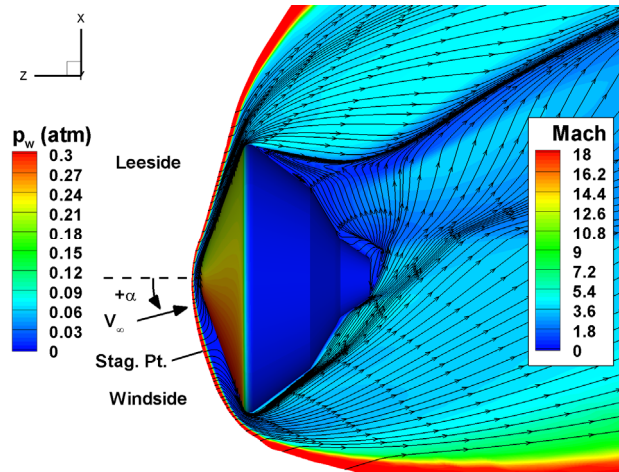 X
Z
Y
p_w (atm)
0.3
0.27
0.24
0.21
0.18
0.15
0.12
0.09
0.06
0.03
0
Leeside
+α
V_∞
Stag. Pt.
Windside
Mach
18
16.2
14.4
12.6
10.8
9
7.2
5.4
3.6
1.8
0